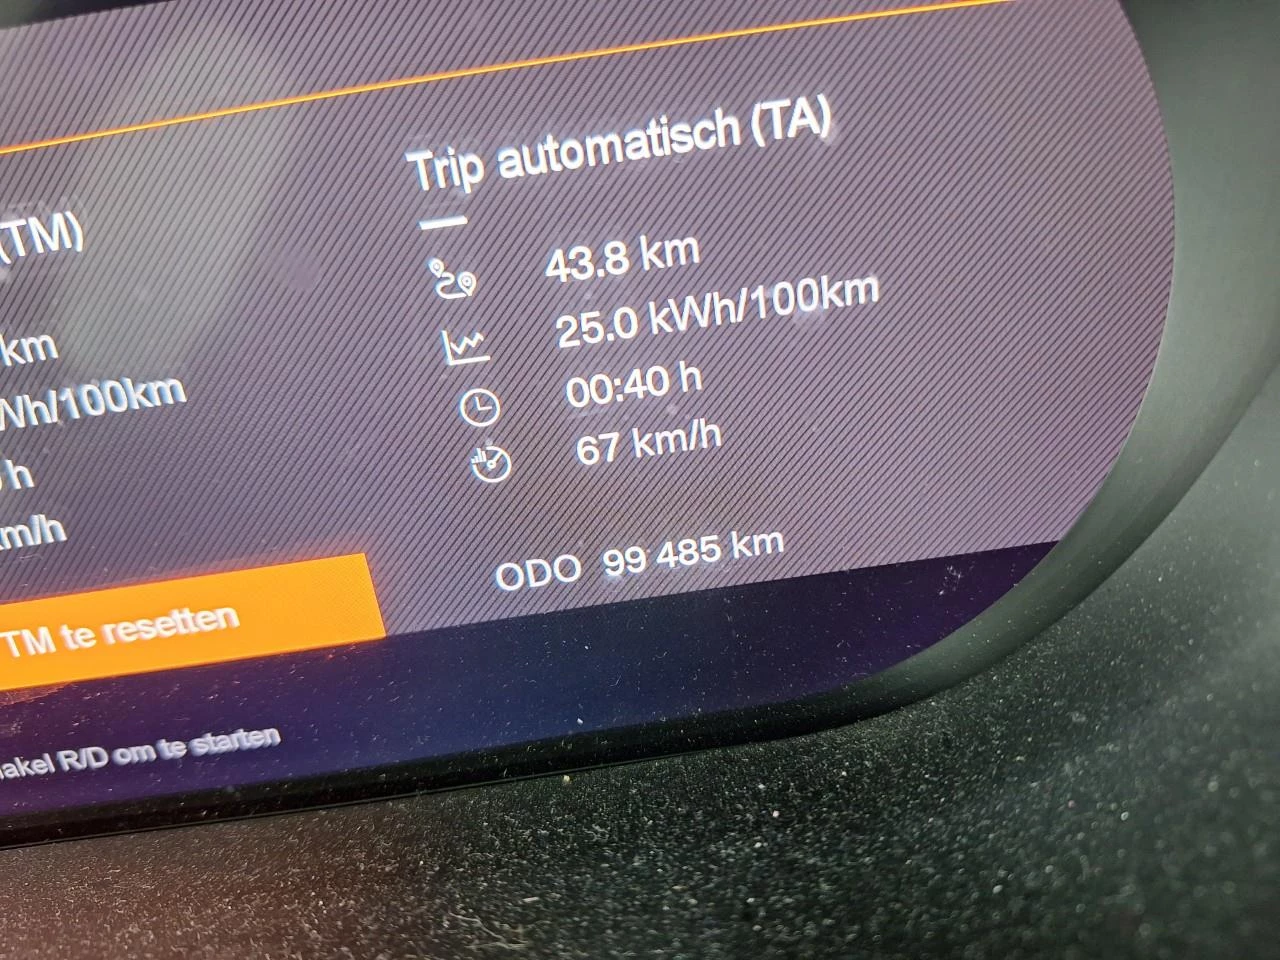 (TM)
km
Wh/100km
h
km/h
TM te resetten
R/D om te starten
Trip automatisch (TA)
43.8 km
25.0 kWh/100km
00:40 h
67 km/h
ODO 99 485 km